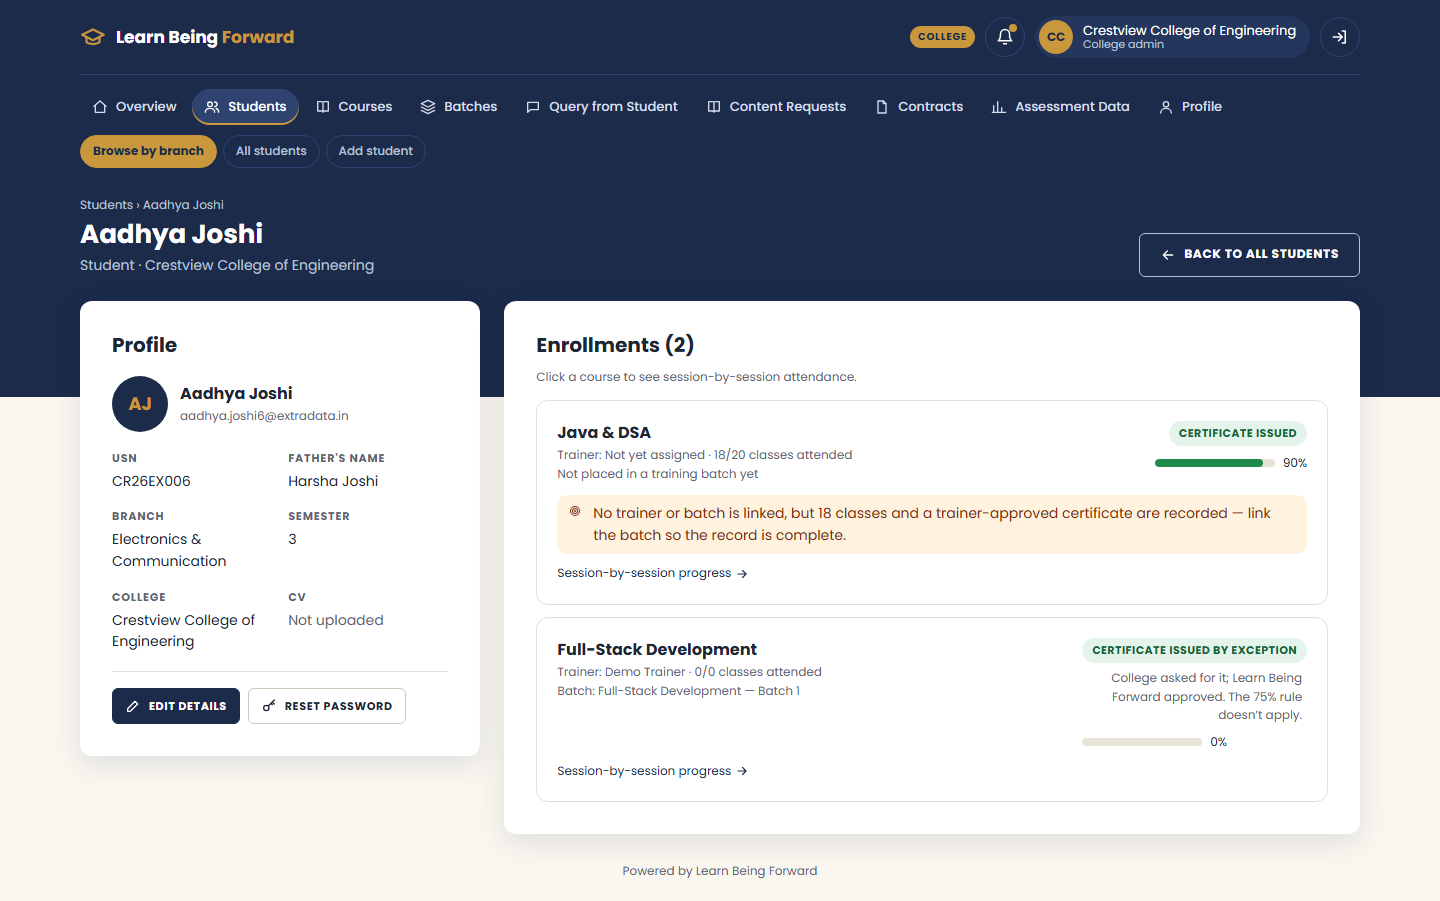 Learn Being Forward
COLLEGE
CC
Crestview College of Engineering
College admin
Overview
Students
Courses
Batches
Query from Student
Content Requests
Contracts
Assessment Data
Profile
Browse by branch
All students
Add student
Students › Aadhya Joshi
Aadhya Joshi
Student · Crestview College of Engineering
BACK TO ALL STUDENTS
Profile
AJ
Aadhya Joshi
aadhya.joshi6@extradata.in
USN
CR26EX006
FATHER'S NAME
Harsha Joshi
BRANCH
Electronics &
Communication
SEMESTER
3
COLLEGE
Crestview College of
Engineering
CV
Not uploaded
EDIT DETAILS
RESET PASSWORD
Enrollments (2)
Click a course to see session-by-session attendance.
Java & DSA
Trainer: Not yet assigned · 18/20 classes attended
Not placed in a training batch yet
CERTIFICATE ISSUED
90%
No trainer or batch is linked, but 18 classes and a trainer-approved certificate are recorded — link
the batch so the record is complete.
Session-by-session progress →
Full-Stack Development
Trainer: Demo Trainer · 0/0 classes attended
Batch: Full-Stack Development — Batch 1
CERTIFICATE ISSUED BY EXCEPTION
College asked for it; Learn Being
Forward approved. The 75% rule
doesn't apply.
0%
Session-by-session progress →
Powered by Learn Being Forward